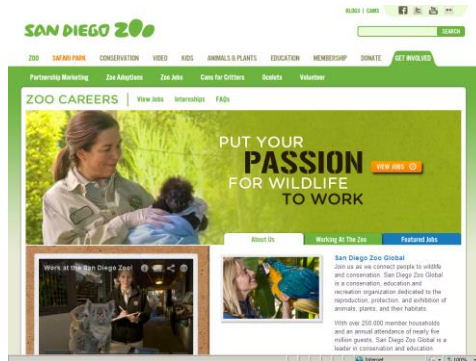 BLOGS | CAMS
SAN DIEGO ZOO
SEARCH
ZOO SAFARI PARK CONSERVATION VIDEO KIDS ANIMALS & PLANTS EDUCATION MEMBERSHIP DONATE GET INVOLVED
Partnership Marketing Zoo Adoptions Zoo Jobs Cans for Critters Ocelots Volunteer
ZOO CAREERS View Jobs Internships FAQs
PUT YOUR
PASSION
FOR WILDLIFE
TO WORK
VIEW JOBS
About Us Working At The Zoo Featured Jobs
Work at the San Diego Zoo!
San Diego Zoo Global
Join us as we connect people to wildlife
and conservation. San Diego Zoo Global
is a conservation, education and
recreation organization dedicated to the
reproduction, protection, and exhibition of
animals, plants, and their habitats.
With over 250,000 member households
and an annual attendance of nearly five
million guests, San Diego Zoo Global is a
leader in conservation and education.
Internet 100%